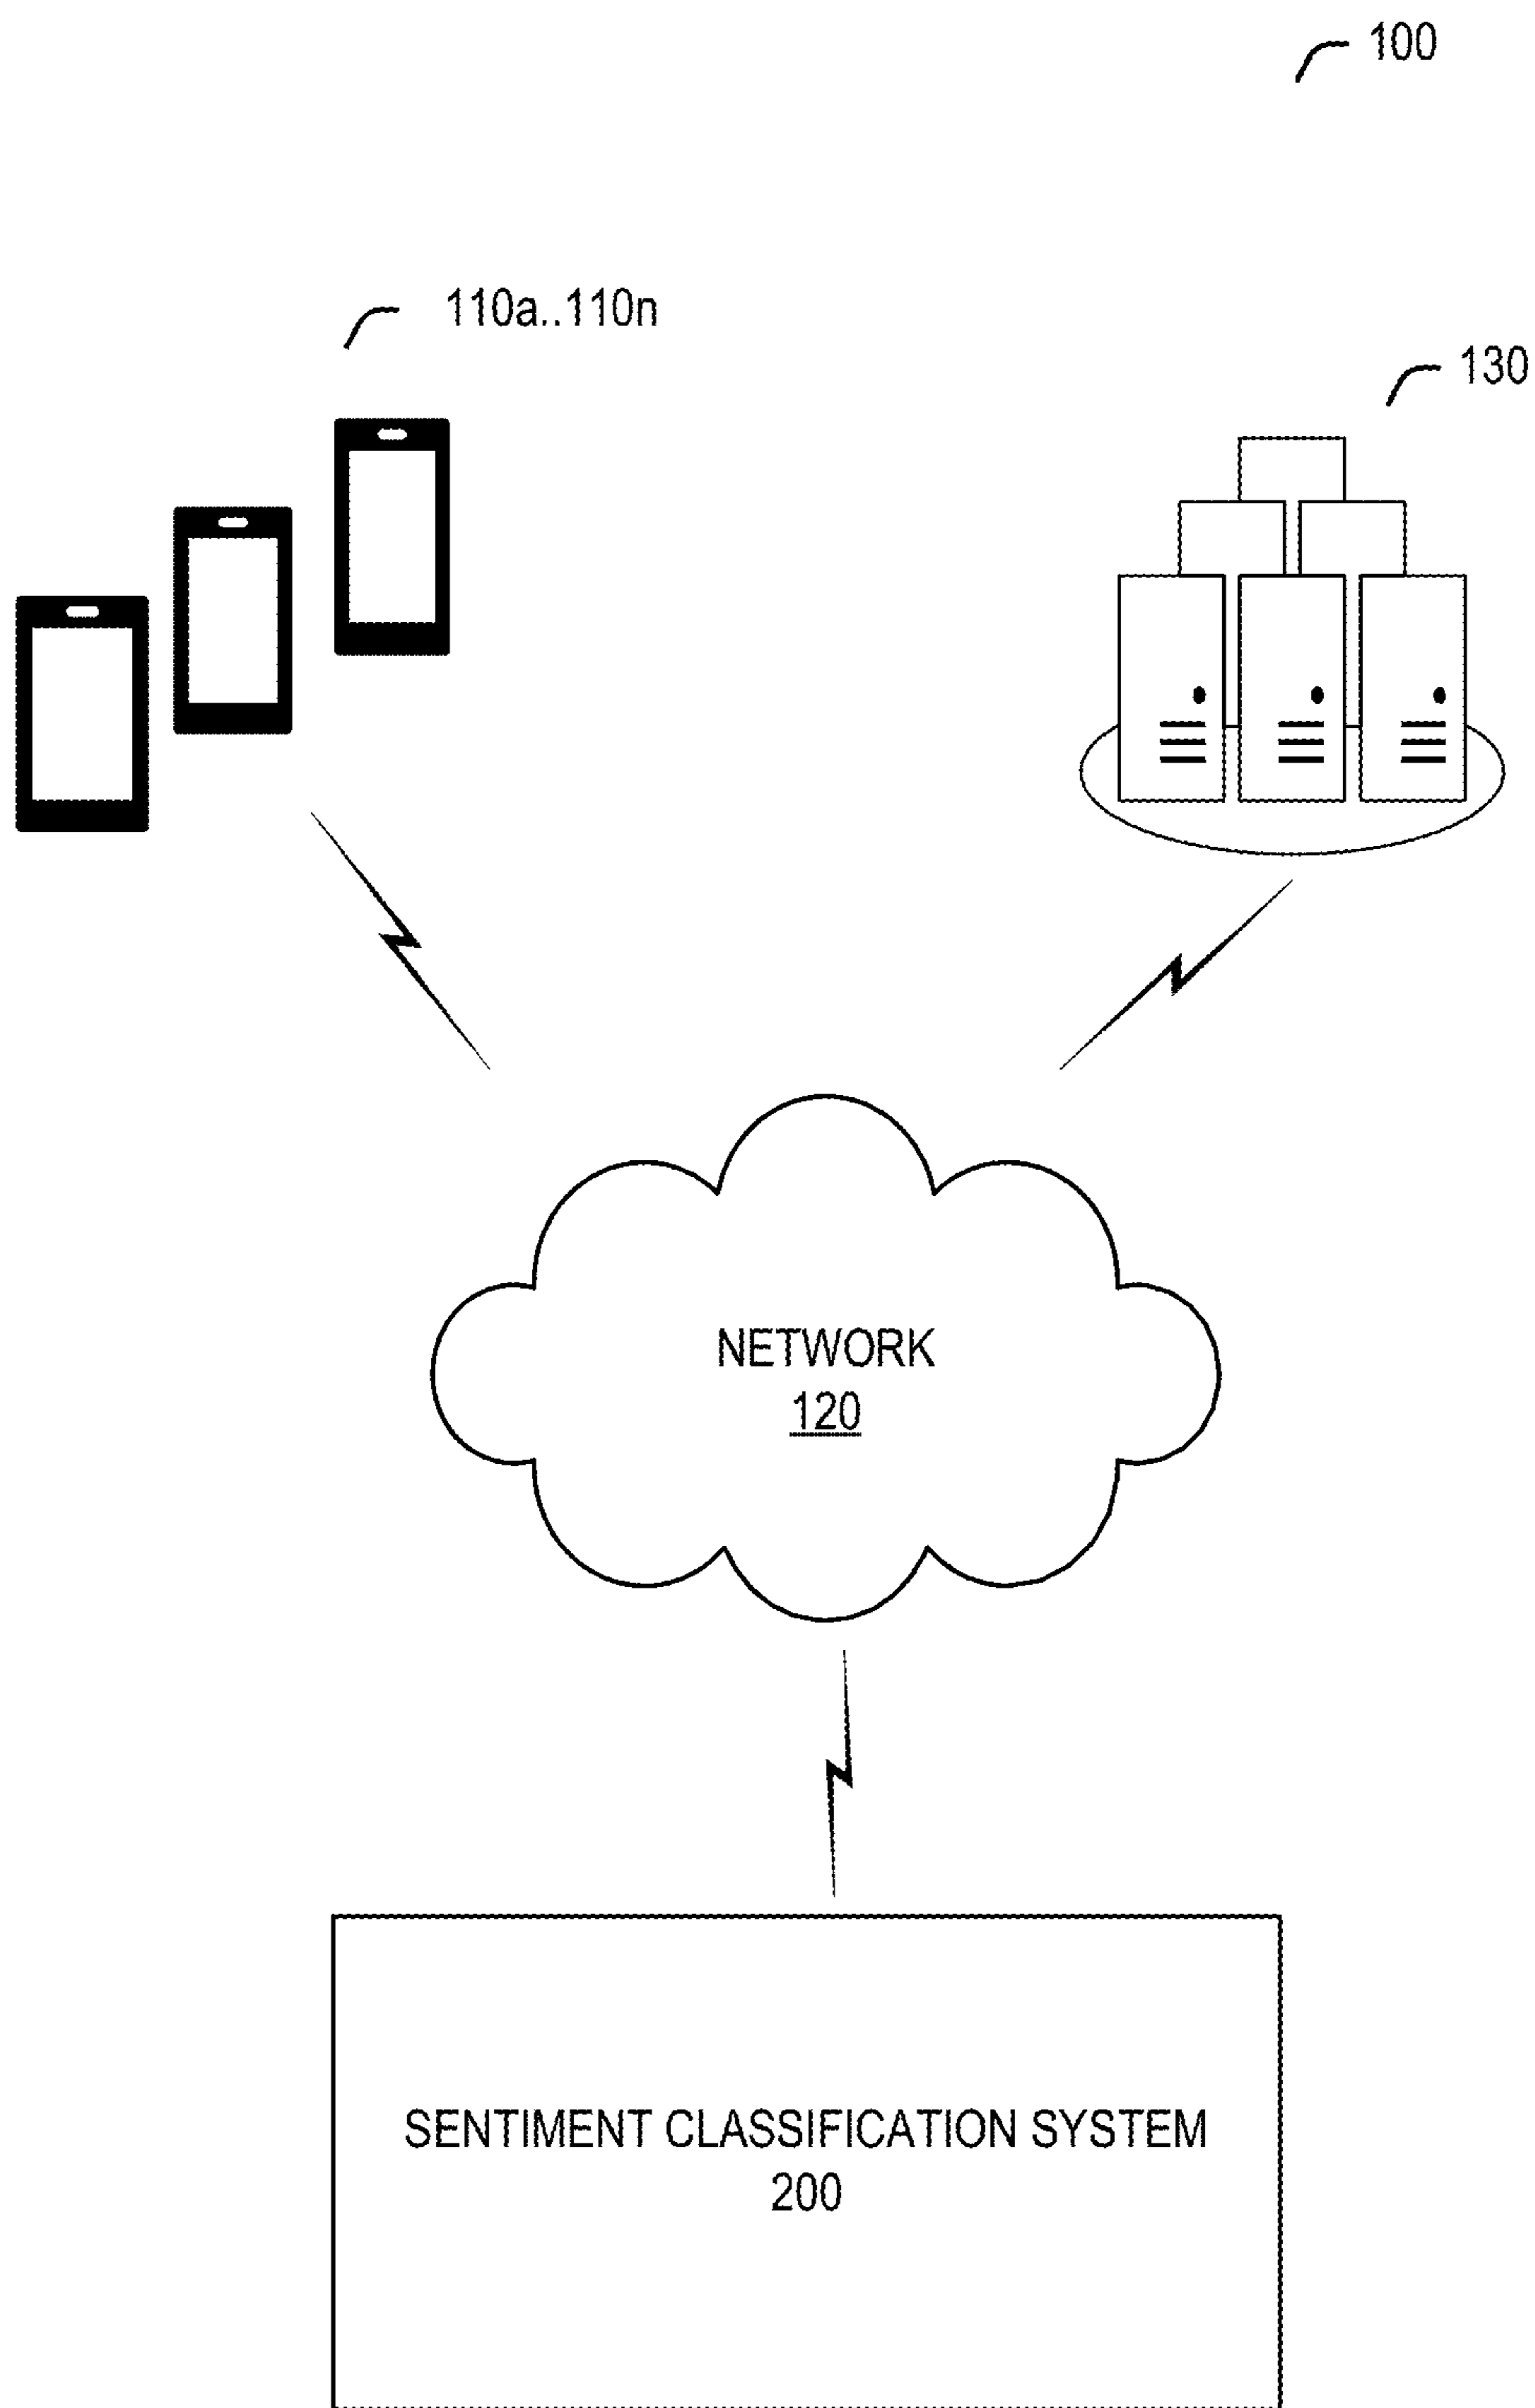 100
110a..110n
130
NETWORK
120
SENTIMENT CLASSIFICATION SYSTEM
200